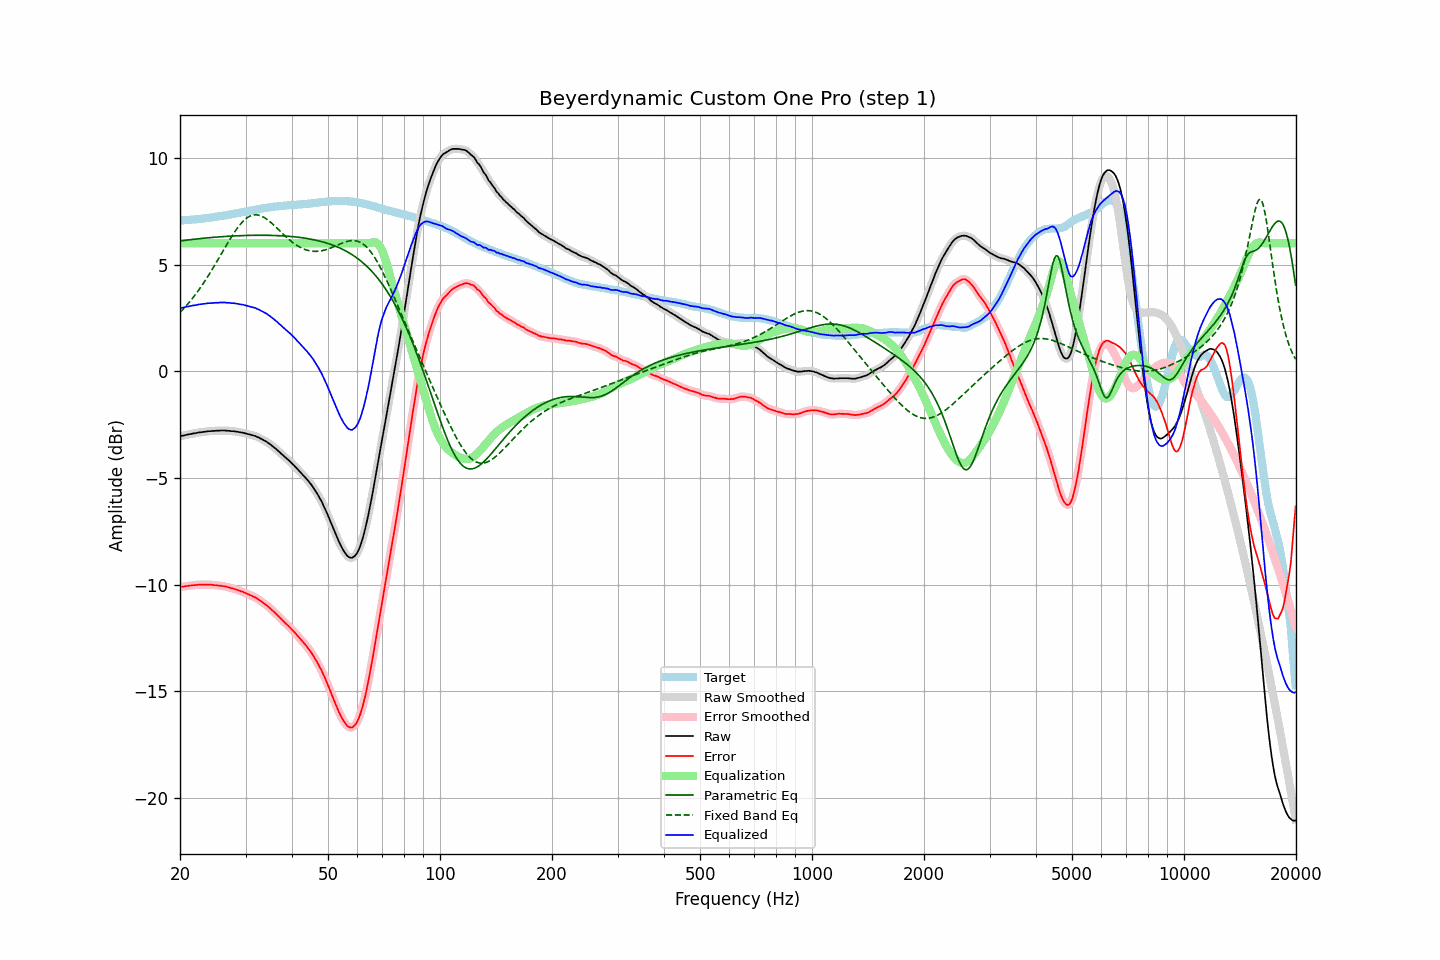 Beyerdynamic Custom One Pro (step 1)
Amplitude (dBr)
10
5
0
−5
−10
−15
−20
Target
Raw Smoothed
Error Smoothed
Raw
Error
Equalization
Parametric Eq
Fixed Band Eq
Equalized
20 50 100 200 500 1000 2000 5000 10000 20000
Frequency (Hz)